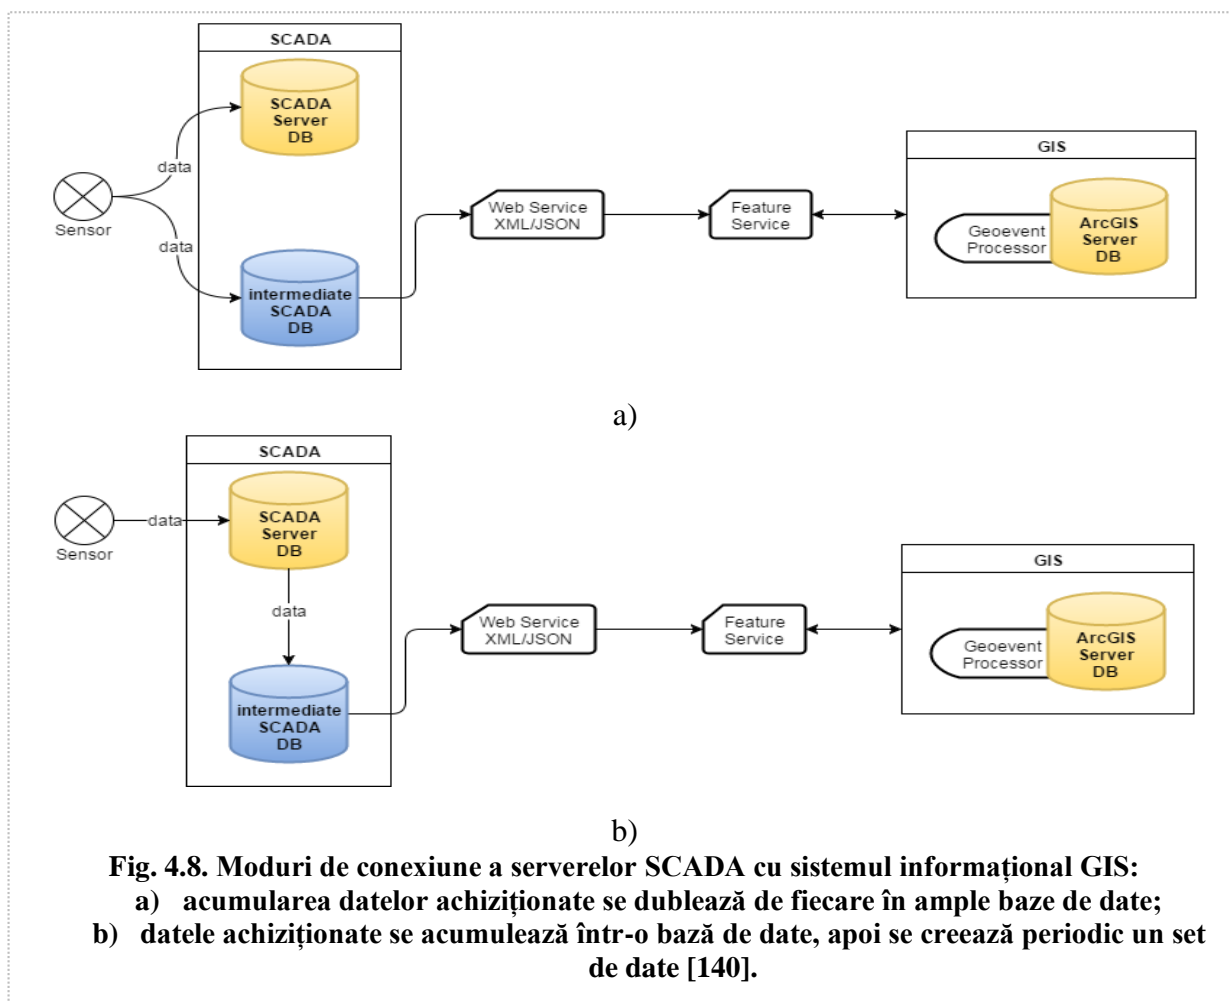 SCADA
SCADA
Server
DB
data
Sensor
data
intermediate
SCADA
DB
Web Service
XML/JSON
Feature
Service
GIS
Geoevent
Processor
ArcGIS
Server
DB
a)
SCADA
SCADA
Server
DB
data
Sensor
data
intermediate
SCADA
DB
Web Service
XML/JSON
Feature
Service
GIS
Geoevent
Processor
ArcGIS
Server
DB
b)
Fig. 4.8. Moduri de conexiune a serverelor SCADA cu sistemul informațional GIS:
a) acumularea datelor achiziționate se dublează de fiecare în ample baze de date;
b) datele achiziționate se acumulează într-o bază de date, apoi se creează periodic un set
de date [140].